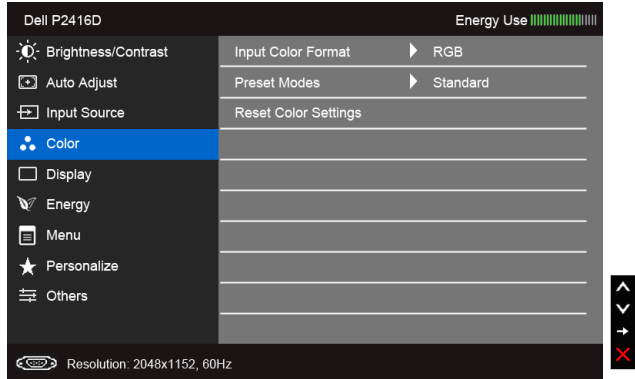 Dell P2416D Energy Use
Brightness/Contrast Input Color Format RGB
Auto Adjust Preset Modes Standard
Input Source Reset Color Settings
Color
Display
Energy
Menu
Personalize
Others
Resolution: 2048x1152, 60Hz